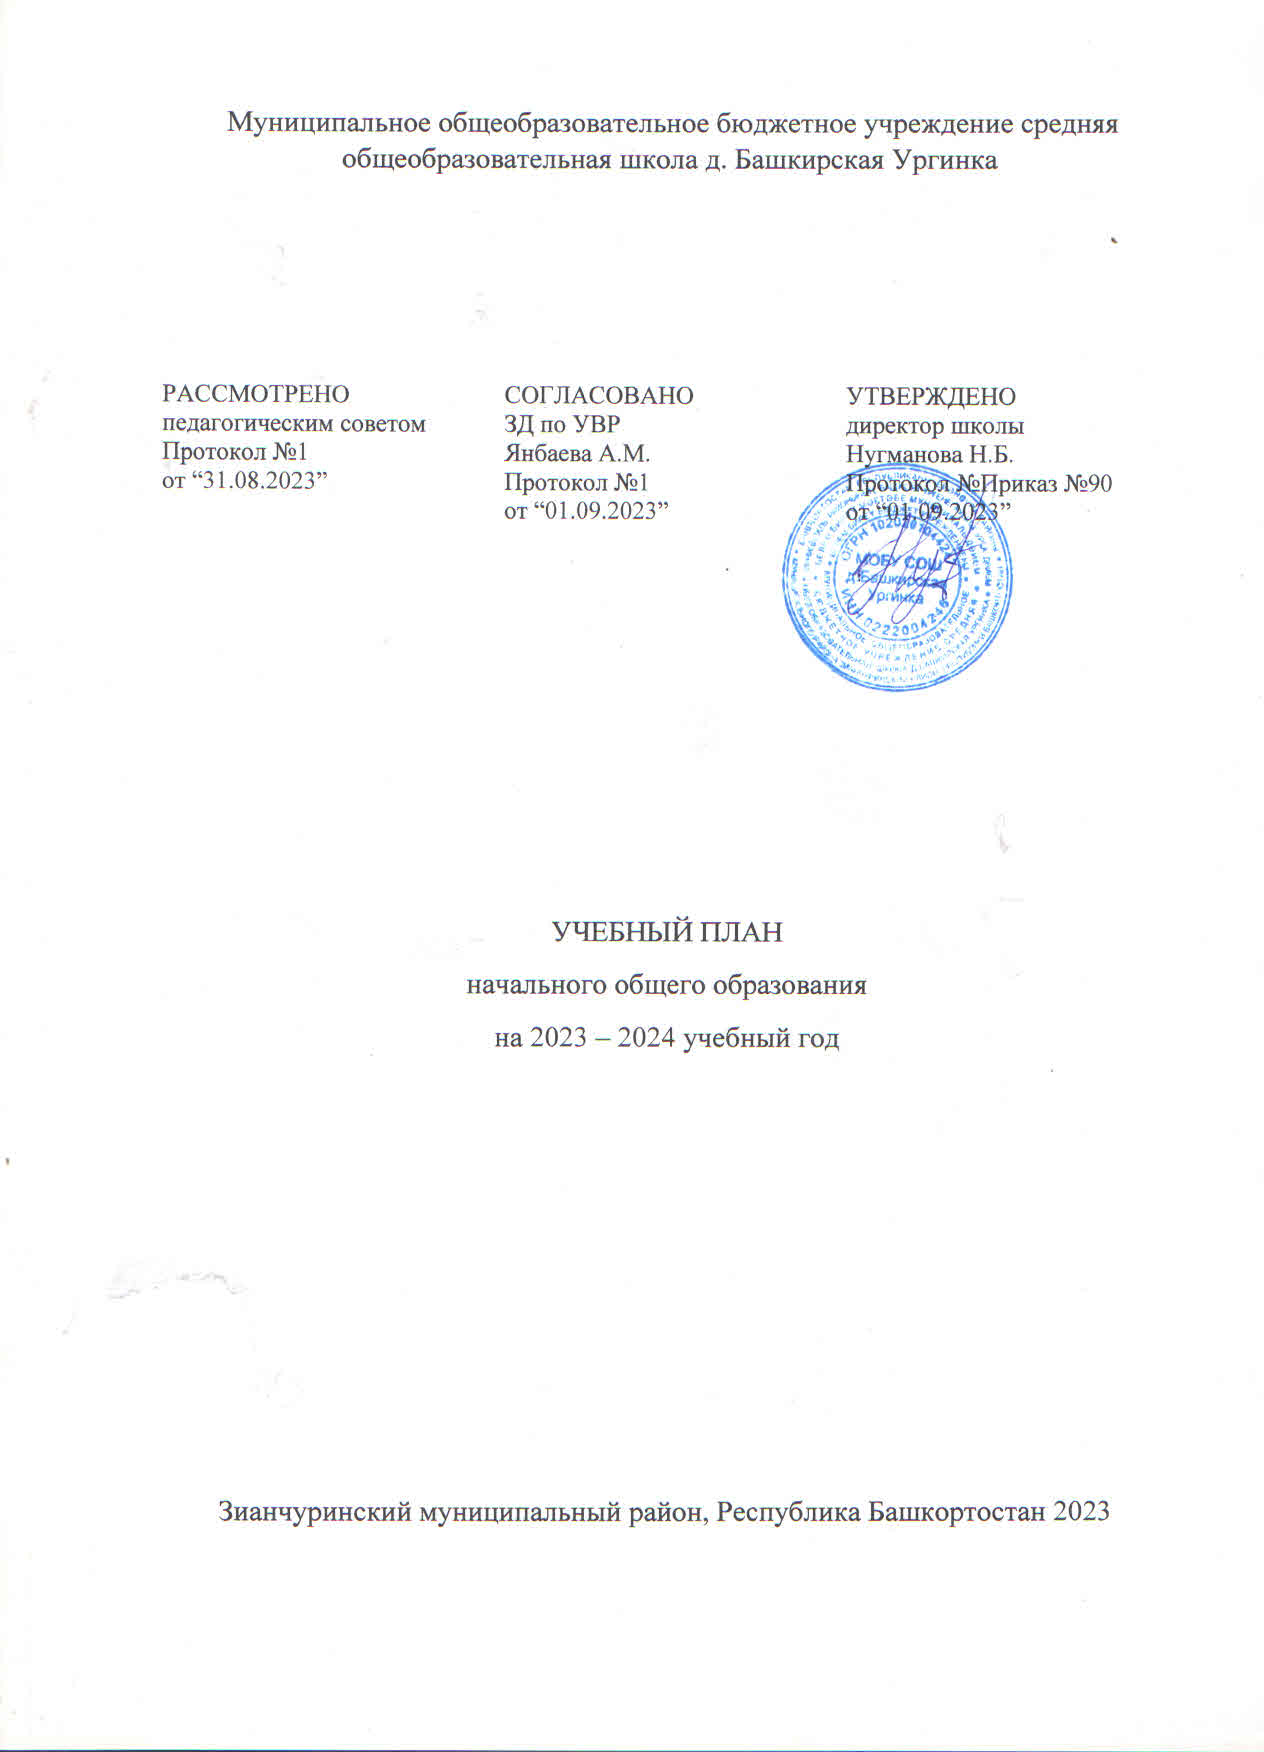 Муниципальное общеобразовательное бюджетное учреждение средняя
общеобразовательная школа д. Башкирская Ургинка
РАССМОТРЕНО
педагогическим советом
Протокол №1
от “31.08.2023”
СОГЛАСОВАНО
ЗД по УВР
Янбаева А.М.
Протокол №1
от “01.09.2023”
УТВЕРЖДЕНО
директор школы
Нугманова Н.Б.
Протокол №Приказ №90
от “01.09.2023”
МОБУ СОШ
д.Башкирская
Ургинка
ИНН 0222004246
УЧЕБНЫЙ ПЛАН
начального общего образования
на 2023 – 2024 учебный год
Зианчуринский муниципальный район, Республика Башкортостан 2023